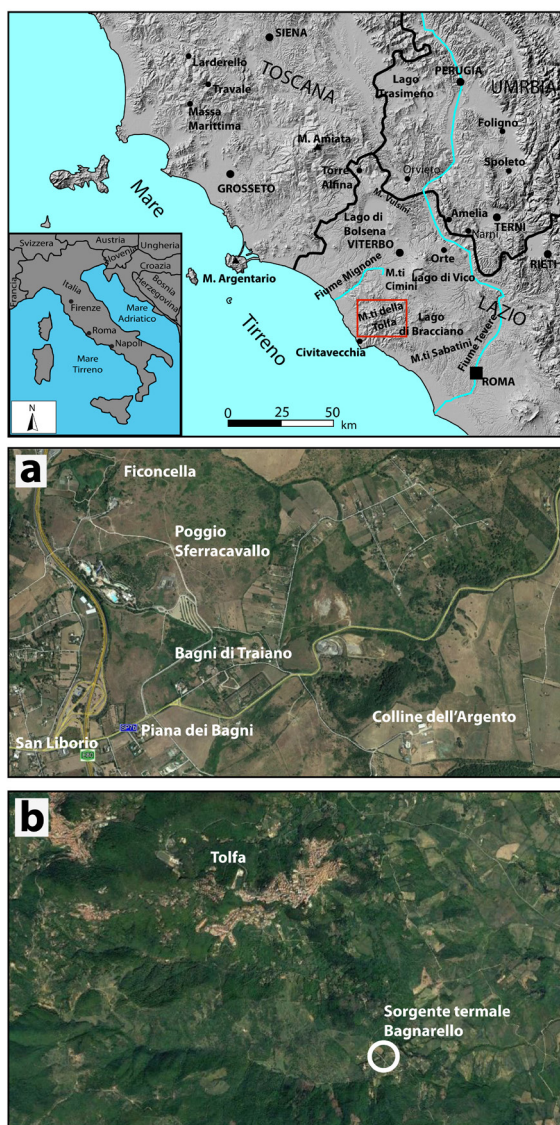 SIENA
Larderello
TOSCANA
Travale
Massa
Marittima
Lago
Trasimeno
PERUGIA
UMRBIA
Foligno
M. Amiata
Spoleto
Torre
Alfina
Orvieto
GROSSETO
M. Vulsini
Mare
Lago di
Bolsena
Amelia
TERNI
Narni
VITERBO
Orte
RIETI
M. Argentario
Fiume Mignone
M.ti
Cimini
Lago di Vico
LAZIO
M.ti della
Tolfa
Lago
di Bracciano
Tirreno
Civitavecchia
M.ti Sabatini
Fiume Tevere
ROMA
0 25 50
km
Svizzera
Austria
Ungheria
Slovenia
Croazia
Francia
Bosnia
Herzegovina
Italia
Firenze
Mare
Adriatico
Roma
Napoli
Mare
Tirreno
N
a
Ficoncella
Poggio
Sferracavallo
Bagni di Traiano
Colline dell'Argento
Piana dei Bagni
San Liborio
b
Tolfa
Sorgente termale
Bagnarello